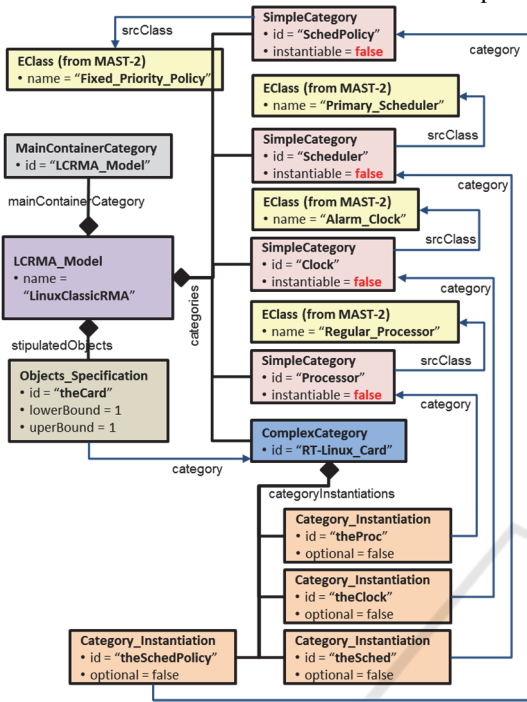 SimpleCategory
• id = “SchedPolicy”
• instantiable = false
srcClass
category
EClass (from MAST-2)
• name = “Fixed_Priority_Policy”
EClass (from MAST-2)
• name = “Primary_Scheduler”
MainContainerCategory
• id = “LCRMA_Model”
SimpleCategory
• id = “Scheduler”
• instantiable = false
srcClass
category
mainContainerCategory
EClass (from MAST-2)
• name = “Alarm_Clock”
srcClass
LCRMA_Model
• name =
“LinuxClassicRMA”
SimpleCategory
• id = “Clock”
• instantiable = false
category
categories
EClass (from MAST-2)
• name = “Regular_Processor”
stipulatedObjects
srcClass
SimpleCategory
• id = “Processor”
• instantiable = false
category
Objects_Specification
• id = “theCard”
• lowerBound = 1
• uperBound = 1
ComplexCategory
• id = “RT-Linux_Card”
category
categoryInstantiations
Category_Instantiation
• id = “theProc”
• optional = false
Category_Instantiation
• id = “theClock”
• optional = false
Category_Instantiation
• id = “theSchedPolicy”
• optional = false
Category_Instantiation
• id = “theSched”
• optional = false